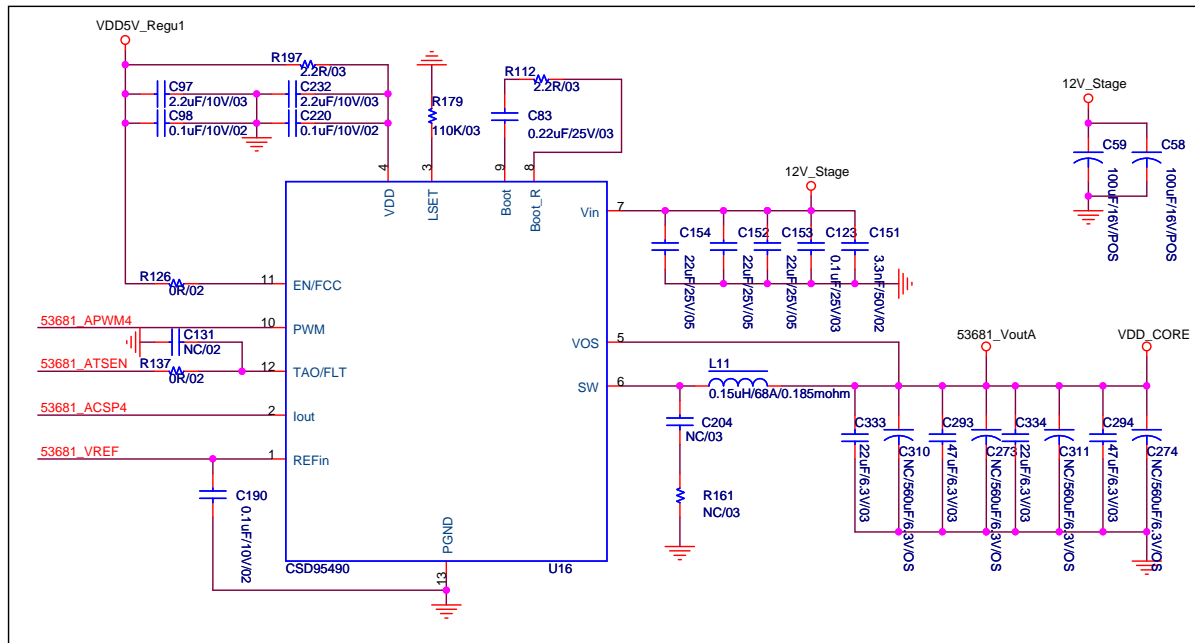 VDD5V_Regu1
R197
2.2R/03
C97
2.2uF/10V/03
C232
2.2uF/10V/03
C98
0.1uF/10V/02
C220
0.1uF/10V/02
R179
110K/03
R112
2.2R/03
C83
0.22uF/25V/03
4
3
9
8
VDD
LSET
Boot
Boot_R
12V_Stage
C59
100uF/16V/POS
C58
100uF/16V/POS
12V_Stage
Vin
7
C154
22uF/25V/05
C152
22uF/25V/05
C153
22uF/25V/05
C123
0.1uF/25V/03
C151
3.3nF/50V/02
R126
0R/02
11
EN/FCC
53681_APWM4
10
PWM
C131
NC/02
53681_ATSEN
R137
0R/02
12
TAO/FLT
53681_ACSP4
2
Iout
53681_VREF
1
REFin
C190
0.1uF/10V/02
VOS
5
SW
6
53681_VoutA
VDD_CORE
L11
0.15uH/68A/0.185mohm
C204
NC/03
R161
NC/03
C333
22uF/6.3V/03
C310
NC/560uF/6.3V/OS
C293
47uF/6.3V/03
C273
NC/560uF/6.3V/OS
C334
22uF/6.3V/03
C311
NC/560uF/6.3V/OS
C294
47uF/6.3V/03
C274
NC/560uF/6.3V/OS
PGND
13
CSD95490
U16